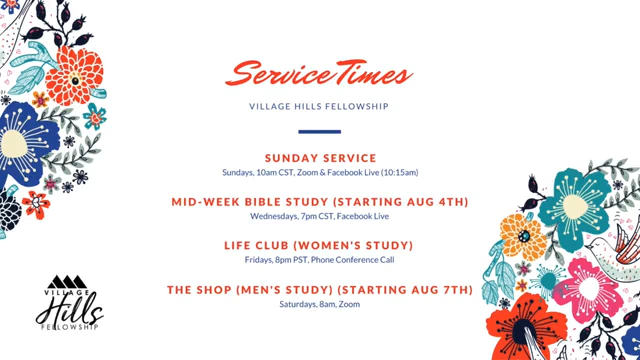 Service Times
VILLAGE HILLS FELLOWSHIP
SUNDAY SERVICE
Sundays, 10am CST, Zoom & Facebook Live (10:15am)
MID-WEEK BIBLE STUDY (STARTING AUG 4TH)
Wednesdays, 7pm CST, Facebook Live
LIFE CLUB (WOMEN'S STUDY)
Fridays, 8pm PST, Phone Conference Call
THE SHOP (MEN'S STUDY) (STARTING AUG 7TH)
Saturdays, 8am, Zoom
VILLAGE
Hills
FELLOWSHIP